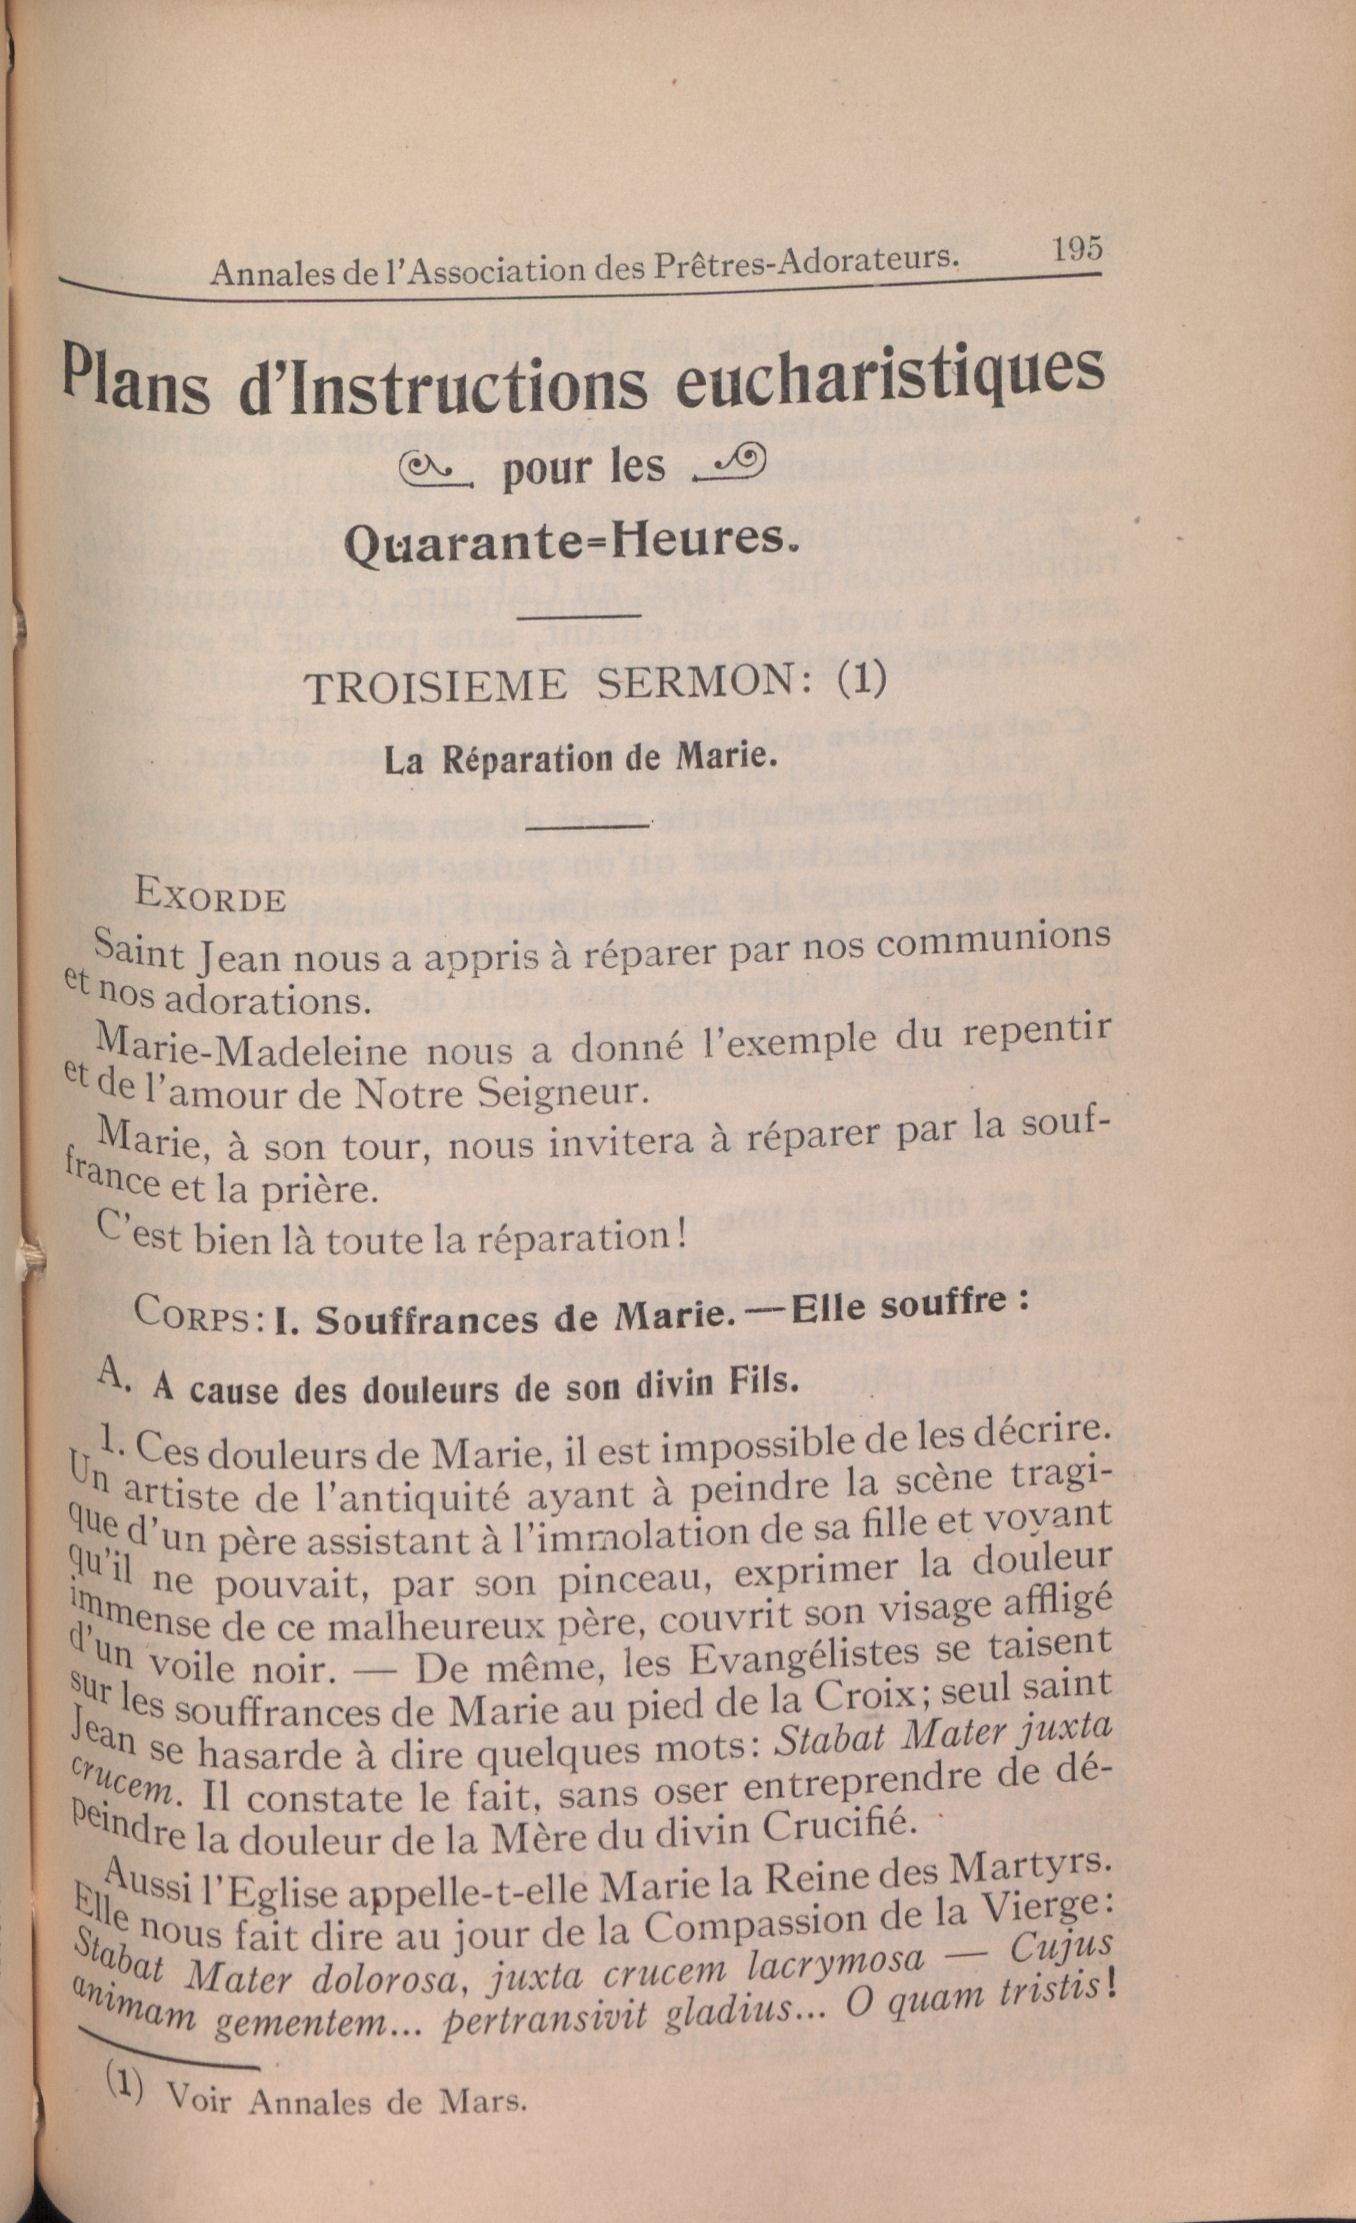 Annales de l'Association des Prêtres-Adorateurs. 195
Plans d'Instructions eucharistiques
pour les
Quarante=Heures.
TROISIEME SERMON: (1)
La Réparation de Marie.
EXORDE
Saint Jean nous a appris à réparer par nos communions
et nos adorations.
Marie-Madeleine nous a donné l'exemple du repentir
et de l'amour de Notre Seigneur.
Marie, à son tour, nous invitera à réparer par la souf-
france et la prière.
C'est bien là toute la réparation!
CORPS: I. Souffrances de Marie. — Elle souffre :
A. A cause des douleurs de son divin Fils.
1. Ces douleurs de Marie, il est impossible de les décrire.
Un artiste de l'antiquité ayant à peindre la scène tragi-
que d'un père assistant à l'immolation de sa fille et voyant
qu'il ne pouvait, par son pinceau, exprimer la douleur
immense de ce malheureux père, couvrit son visage affligé
d'un voile noir. — De même, les Evangélistes se taisent
sur les souffrances de Marie au pied de la Croix; seul saint
Jean se hasarde à dire quelques mots: Stabat Mater juxta
crucem. Il constate le fait, sans oser entreprendre de dé-
peindre la douleur de la Mère du divin Crucifié.
Aussi l'Eglise appelle-t-elle Marie la Reine des Martyrs.
Elle nous fait dire au jour de la Compassion de la Vierge:
Stabat Mater dolorosa, juxta crucem lacrymosa — Cujus
animam gementem... pertransivit gladius... O quam tristis!
(1) Voir Annales de Mars.